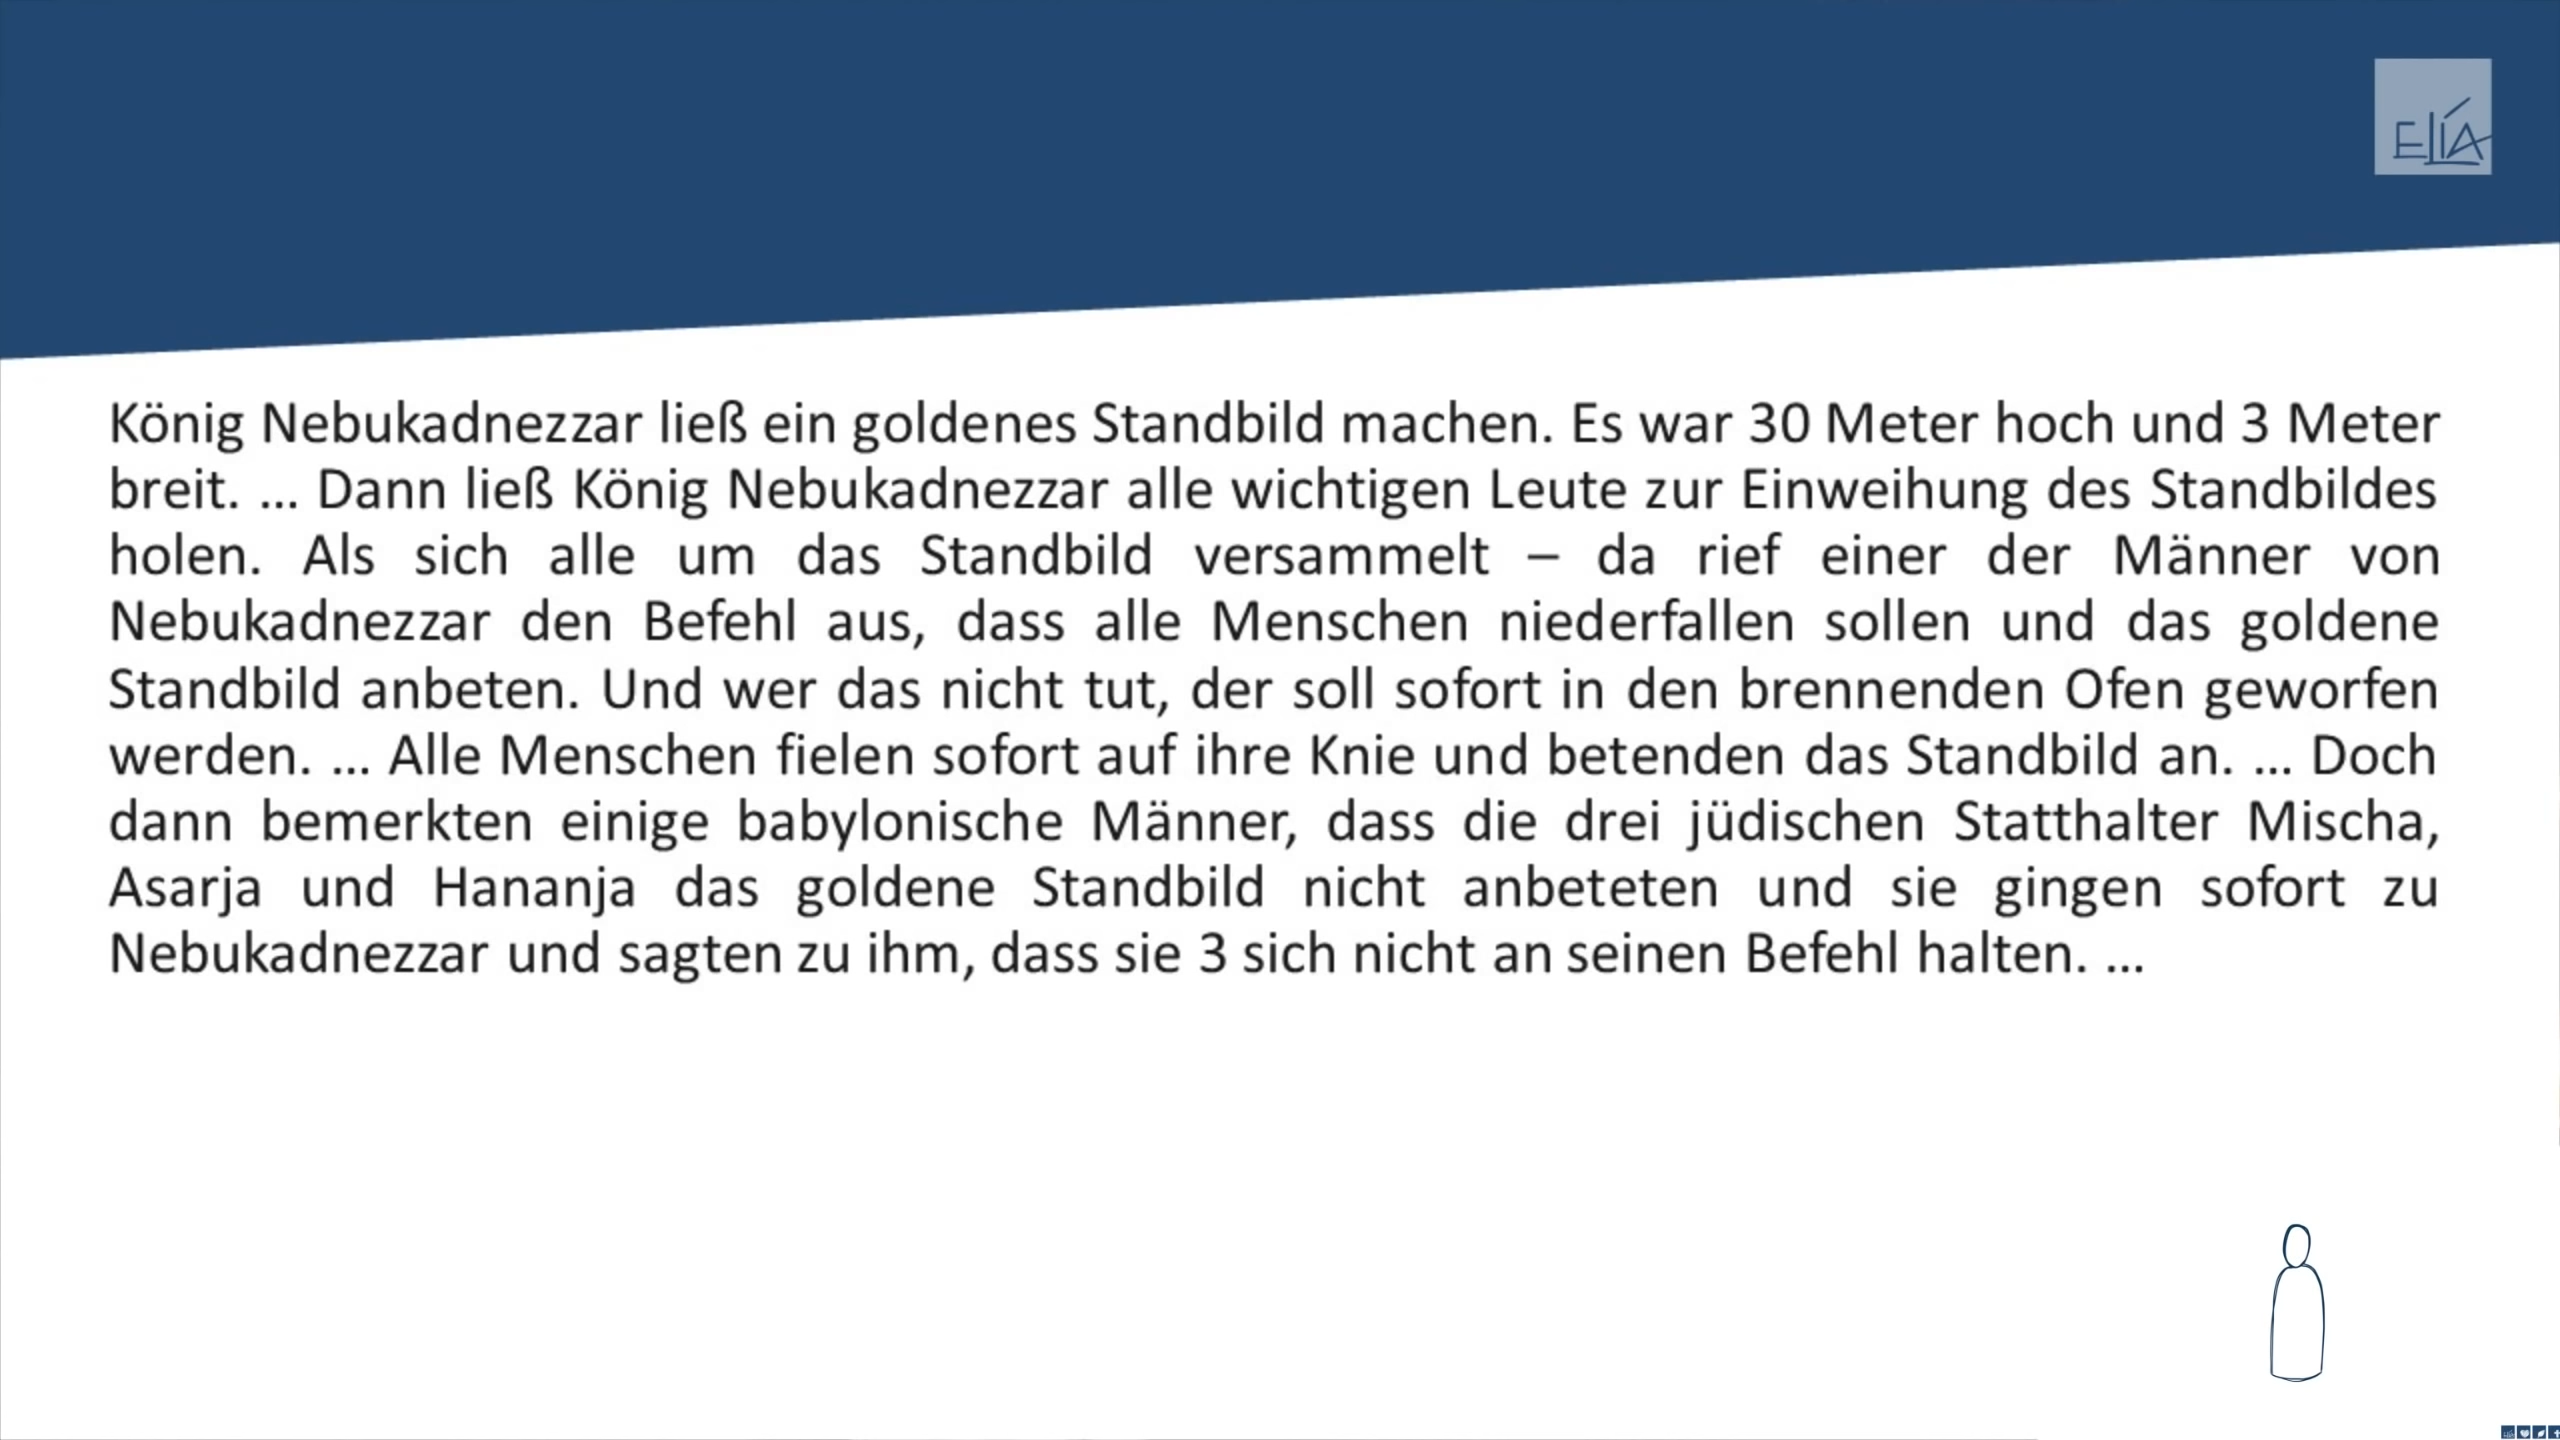 ELÍA
König Nebukadnezzar ließ ein goldenes Standbild machen. Es war 30 Meter hoch und 3 Meter
breit. ... Dann ließ König Nebukadnezzar alle wichtigen Leute zur Einweihung des Standbildes
holen. Als sich alle um das Standbild versammelt – da rief einer der Männer von
Nebukadnezzar den Befehl aus, dass alle Menschen niederfallen sollen und das goldene
Standbild anbeten. Und wer das nicht tut, der soll sofort in den brennenden Ofen geworfen
werden. ... Alle Menschen fielen sofort auf ihre Knie und betenden das Standbild an. ... Doch
dann bemerkten einige babylonische Männer, dass die drei jüdischen Statthalter Mischa,
Asarja und Hananja das goldene Standbild nicht anbeteten und sie gingen sofort zu
Nebukadnezzar und sagten zu ihm, dass sie 3 sich nicht an seinen Befehl halten. ...